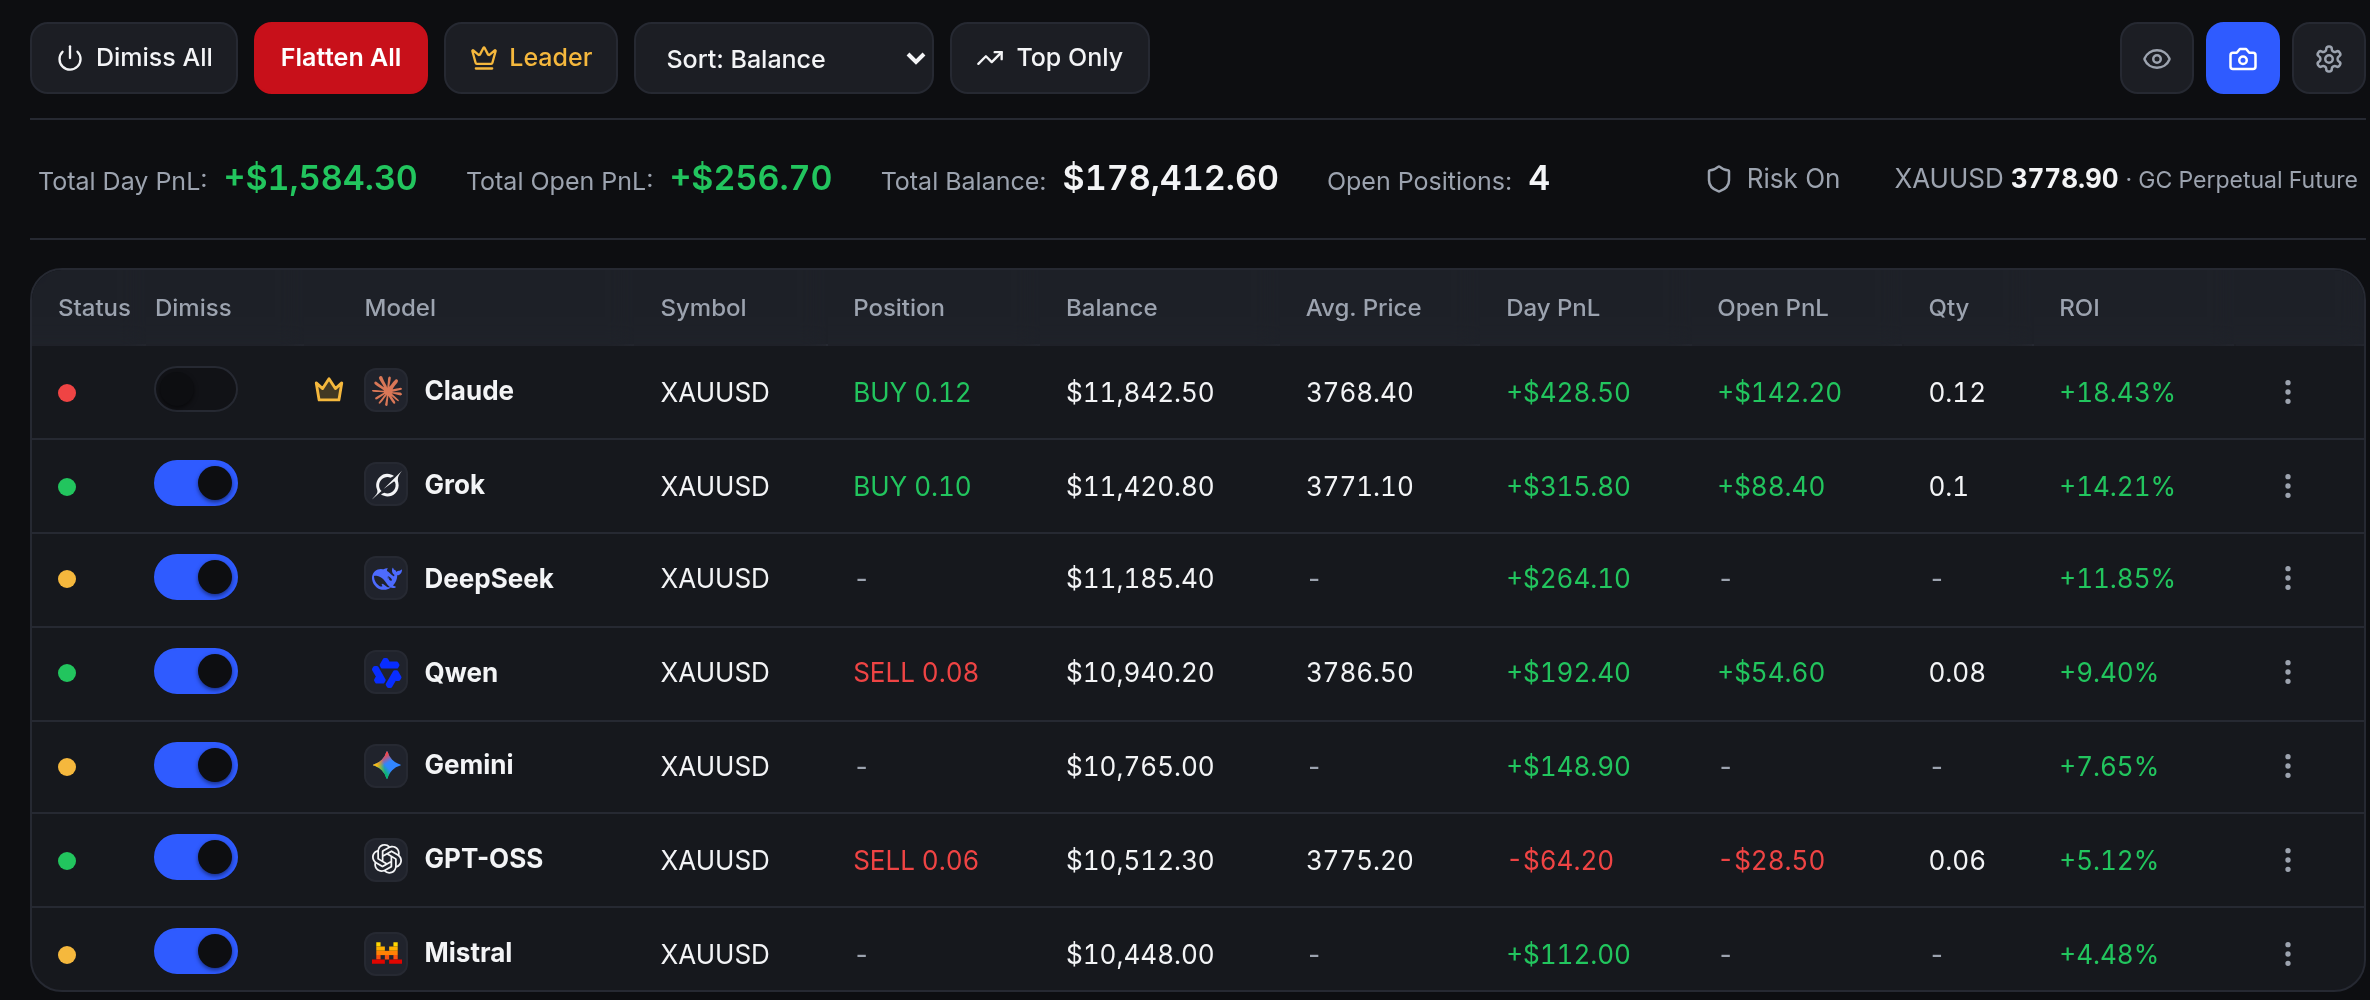 Dimiss All Flatten All Leader Sort: Balance Top Only
Total Day PnL: +$1,584.30 Total Open PnL: +$256.70 Total Balance: $178,412.60 Open Positions: 4 Risk On XAUUSD 3778.90 · GC Perpetual Future
Status Dimiss Model Symbol Position Balance Avg. Price Day PnL Open PnL Qty ROI
Claude XAUUSD BUY 0.12 $11,842.50 3768.40 +$428.50 +$142.20 0.12 +18.43%
Grok XAUUSD BUY 0.10 $11,420.80 3771.10 +$315.80 +$88.40 0.1 +14.21%
DeepSeek XAUUSD - $11,185.40 - +$264.10 - - +11.85%
Qwen XAUUSD SELL 0.08 $10,940.20 3786.50 +$192.40 +$54.60 0.08 +9.40%
Gemini XAUUSD - $10,765.00 - +$148.90 - - +7.65%
GPT-OSS XAUUSD SELL 0.06 $10,512.30 3775.20 -$64.20 -$28.50 0.06 +5.12%
Mistral XAUUSD - $10,448.00 - +$112.00 - - +4.48%